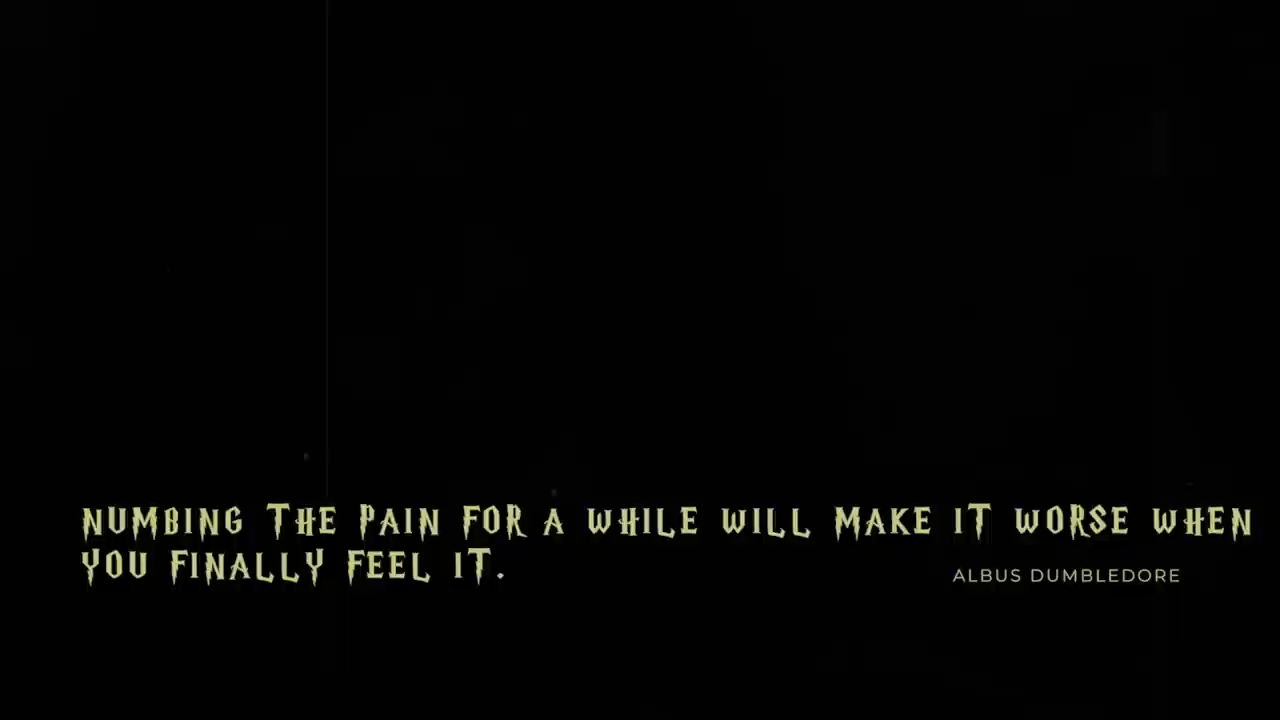 NUMBING THE PAIN FOR A WHILE WILL MAKE IT WORSE WHEN
YOU FINALLY FEEL IT.
ALBUS DUMBLEDORE